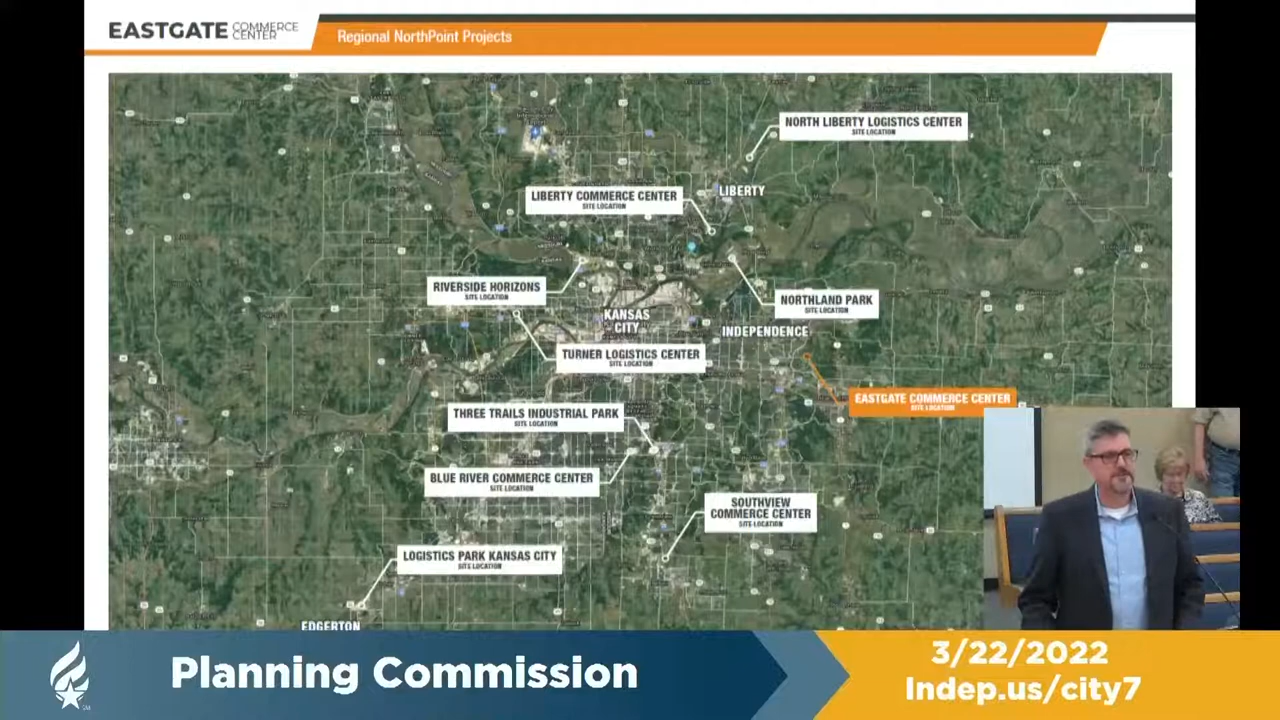 EASTGATE COMMERCE CENTER
Regional NorthPoint Projects
NORTH LIBERTY LOGISTICS CENTER
SITE LOCATION
LIBERTY
LIBERTY COMMERCE CENTER
SITE LOCATION
RIVERSIDE HORIZONS
SITE LOCATION
NORTHLAND PARK
SITE LOCATION
KANSAS
CITY
INDEPENDENCE
TURNER LOGISTICS CENTER
SITE LOCATION
EASTGATE COMMERCE CENTER
SITE LOCATION
THREE TRAILS INDUSTRIAL PARK
SITE LOCATION
BLUE RIVER COMMERCE CENTER
SITE LOCATION
SOUTHVIEW
COMMERCE CENTER
SITE LOCATION
LOGISTICS PARK KANSAS CITY
SITE LOCATION
EDGERTON
Planning Commission
3/22/2022
Indep.us/city7